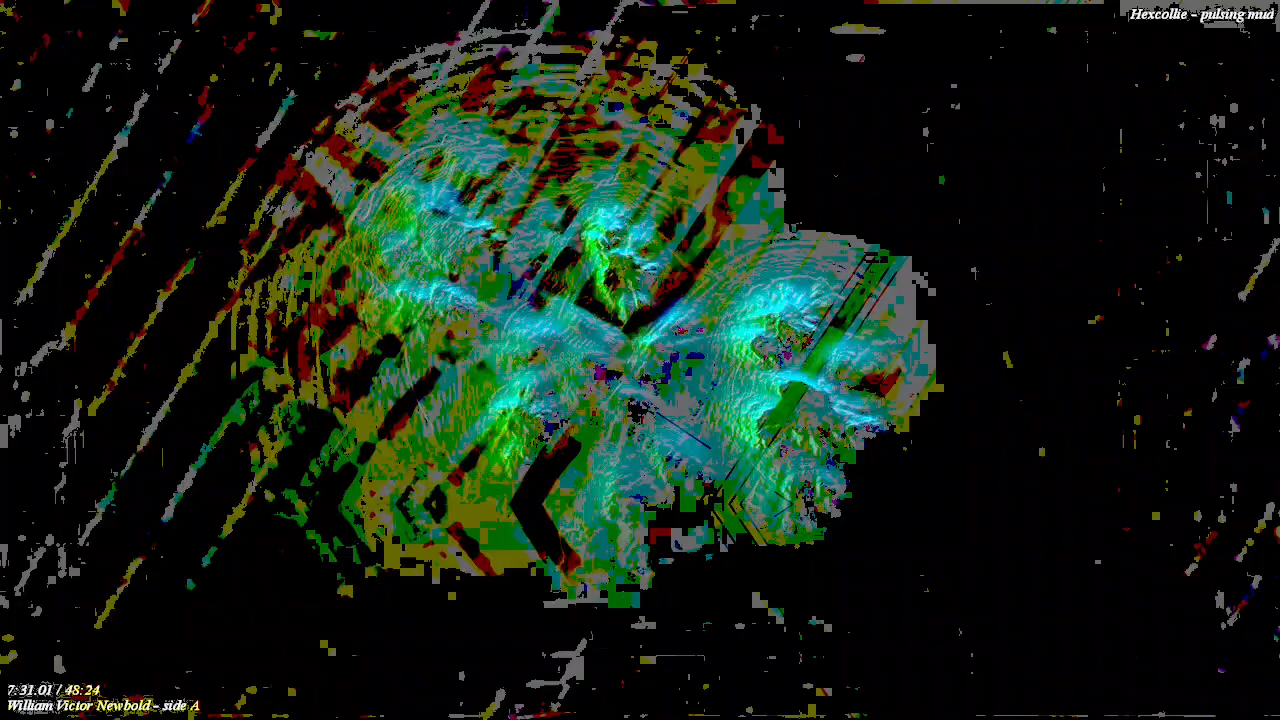 Hexcollie - pulsing mud
7:31.01 / 48:24
William Victor Newbold - side A